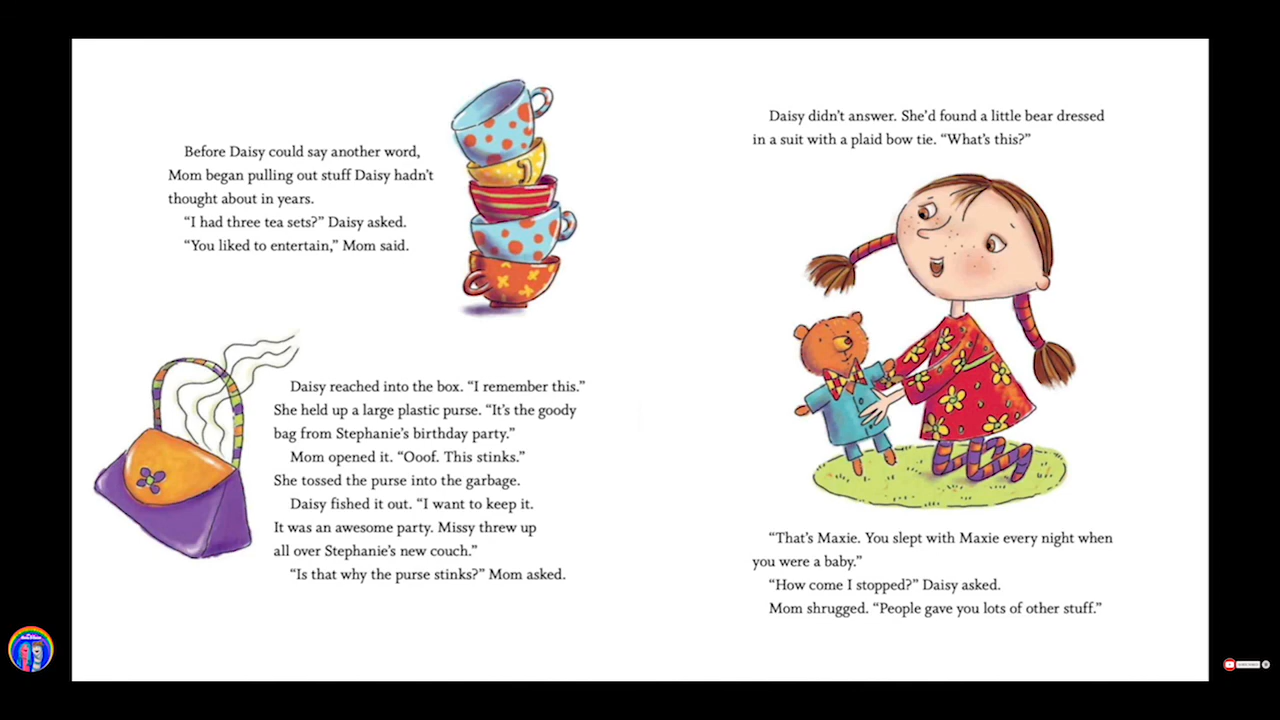 Before Daisy could say another word,
Mom began pulling out stuff Daisy hadn't
thought about in years.
“I had three tea sets?” Daisy asked.
“You liked to entertain,” Mom said.
Daisy reached into the box. “I remember this.”
She held up a large plastic purse. “It's the goody
bag from Stephanie's birthday party.”
Mom opened it. “Ooof. This stinks.”
She tossed the purse into the garbage.
Daisy fished it out. “I want to keep it.
It was an awesome party. Missy threw up
all over Stephanie's new couch.”
“Is that why the purse stinks?” Mom asked.
Daisy didn't answer. She'd found a little bear dressed
in a suit with a plaid bow tie. “What's this?”
“That's Maxie. You slept with Maxie every night when
you were a baby.”
“How come I stopped?” Daisy asked.
Mom shrugged. “People gave you lots of other stuff.”